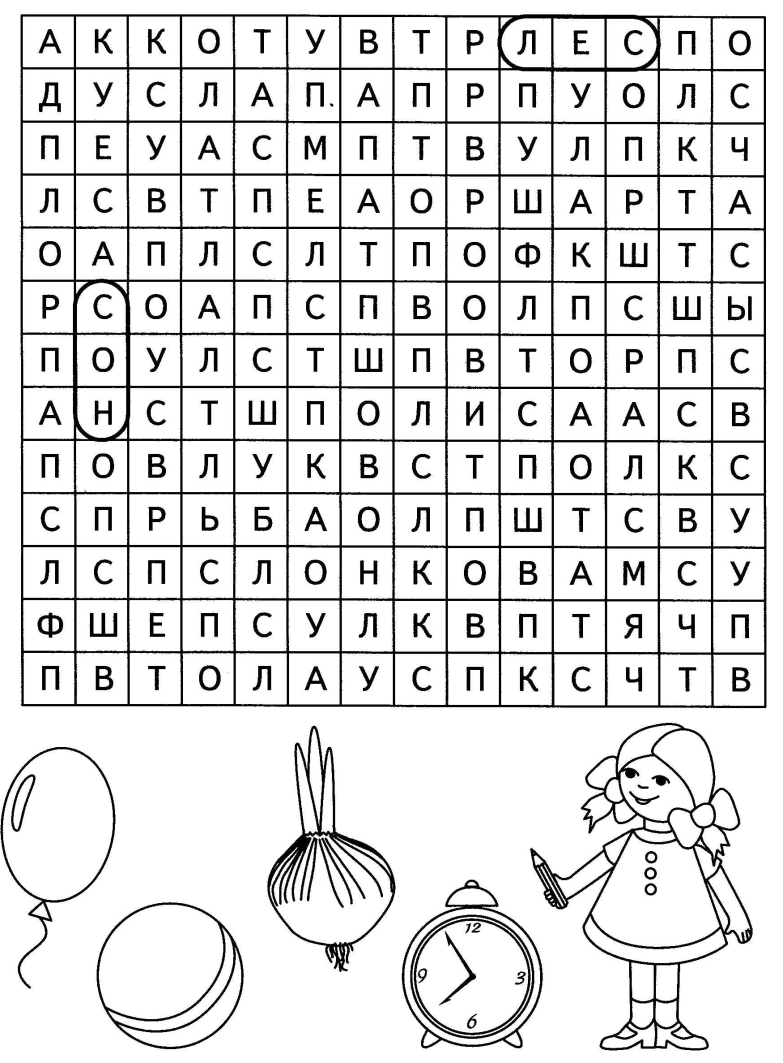 А К К О Т У В Т Р Л Е С П О
Д У С Л А П А П Р П У О Л С
П Е У А С М П Т В У Л П К Ч
Л С В Т П Е А О Р Ш А Р Т А
О А П Л С Л Т П О Ф К Ш Т С
Р С О А П С П В О Л П С Ш Ы
П О У Л С Т Ш П В Т О Р П С
А Н С Т Ш П О Л И С А А С В
П О В Л У К В С Т П О Л К С
С П Р Ь Б А О Л П Ш Т С В У
Л С П С Л О Н К О В А М С У
Ф Ш Е П С У Л К В П Т Я Ч П
П В Т О Л А У С П К С Ч Т В
12
9 3
6